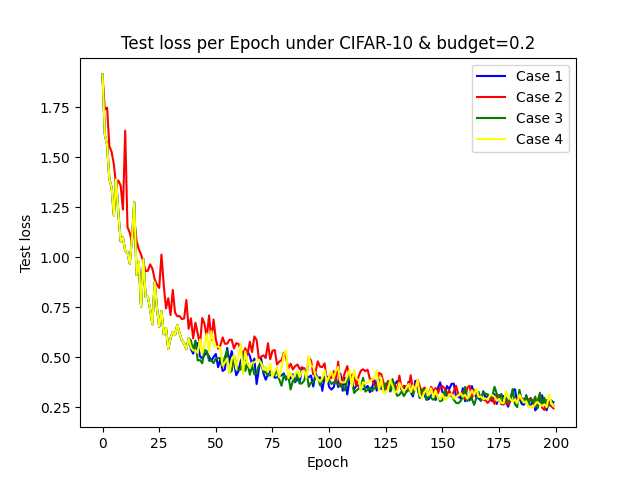 Test loss per Epoch under CIFAR-10 & budget=0.2
Case 1
Case 2
Case 3
Case 4
Test loss
1.75
1.50
1.25
1.00
0.75
0.50
0.25
0 25 50 75 100 125 150 175 200
Epoch